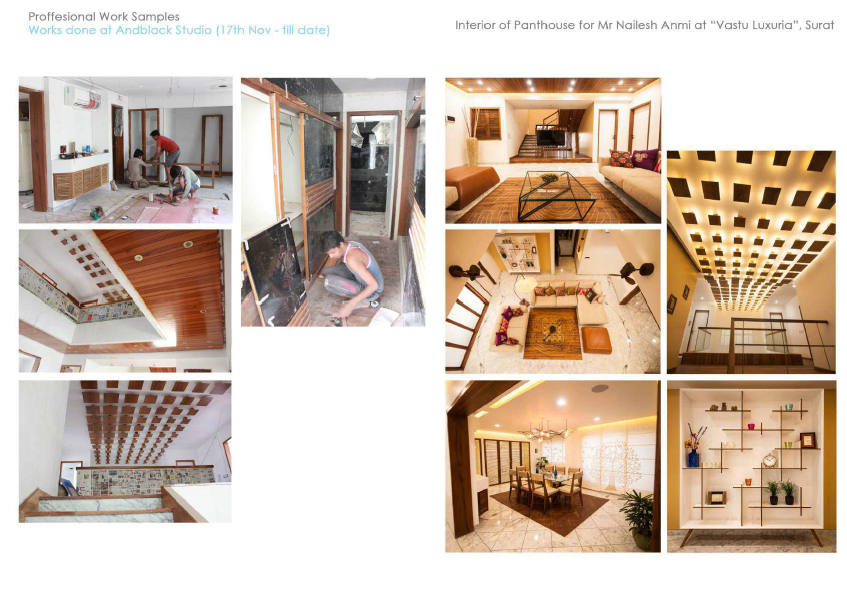 Proffesional Work Samples
Works done at Andblack Studio (17th Nov - till date)
Interior of Panthouse for Mr Nailesh Anmi at “Vastu Luxuria”, Surat